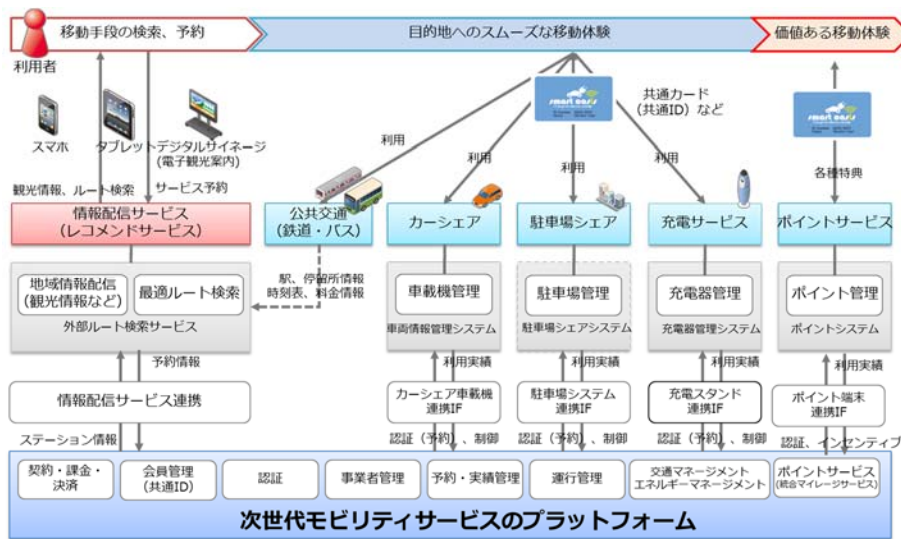 移動手段の検索、予約
目的地へのスムーズな移動体験
価値ある移動体験
利用者
スマホ
タブレット
デジタルサイネージ
(電子観光案内)
smart oasis
共通カード
(共通ID)など
利用
利用
利用
利用
各種特典
観光情報、ルート検索
サービス予約
情報配信サービス
(レコメンドサービス)
公共交通
(鉄道・バス)
カーシェア
駐車場シェア
充電サービス
ポイントサービス
地域情報配信
(観光情報など)
最適ルート検索
外部ルート検索サービス
駅、停留所情報
時刻表、料金情報
車載機管理
車両情報管理システム
駐車場管理
駐車場シェアシステム
充電器管理
充電器管理システム
ポイント管理
ポイントシステム
予約情報
利用実績
利用実績
利用実績
利用実績
情報配信サービス連携
カーシェア車載機
連携IF
駐車場システム
連携IF
充電スタンド
連携IF
ポイント端末
連携IF
ステーション情報
認証（予約）、制御
認証（予約）、制御
認証（予約）、制御
認証、インセンティブ
契約・課金・
決済
会員管理
(共通ID)
認証
事業者管理
予約・実績管理
運行管理
交通マネージメント
エネルギーマネージメント
ポイントサービス
(統合マイレージサービス)
次世代モビリティサービスのプラットフォーム